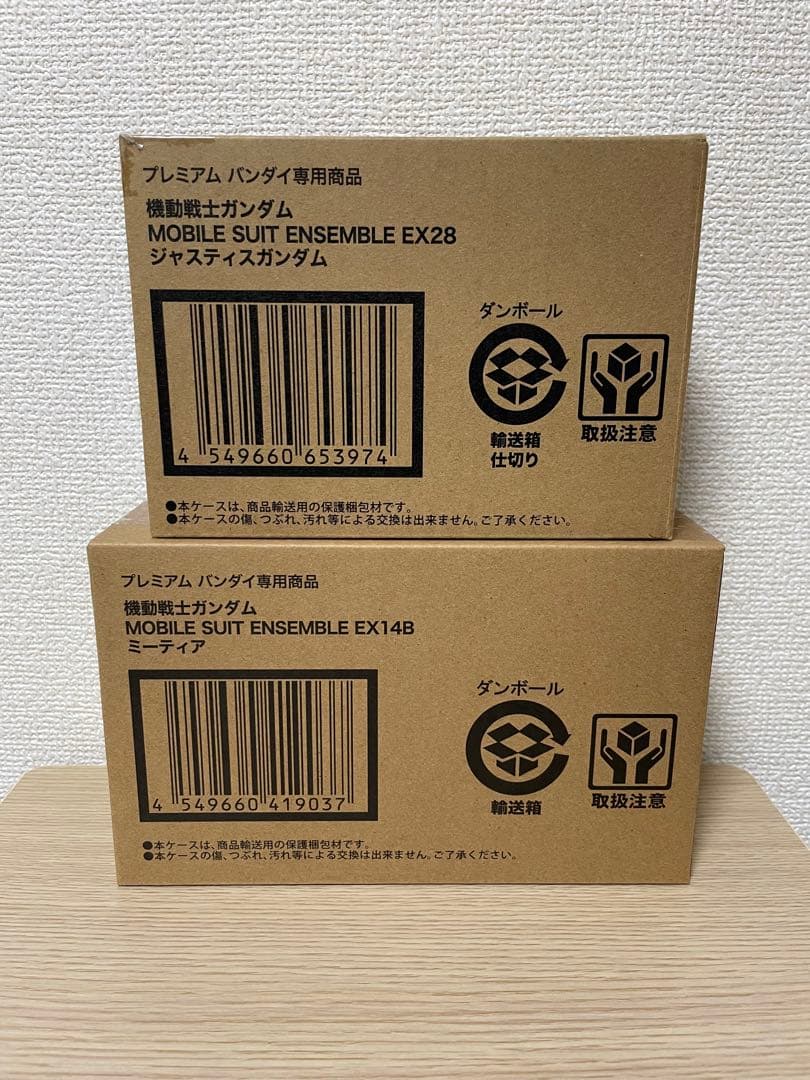 プレミアム バンダイ専用商品
機動戦士ガンダム
MOBILE SUIT ENSEMBLE EX28
ジャスティスガンダム
4 549660 653974
ダンボール
輸送箱
仕切り
取扱注意
●本ケースは、商品輸送用の保護梱包材です。
●本ケースの傷、つぶれ、汚れ等による交換は出来ません。ご了承ください。
プレミアム バンダイ専用商品
機動戦士ガンダム
MOBILE SUIT ENSEMBLE EX14B
ミーティア
4 549660 419037
ダンボール
輸送箱
取扱注意
●本ケースは、商品輸送用の保護梱包材です。
●本ケースの傷、つぶれ、汚れ等による交換は出来ません。ご了承ください。